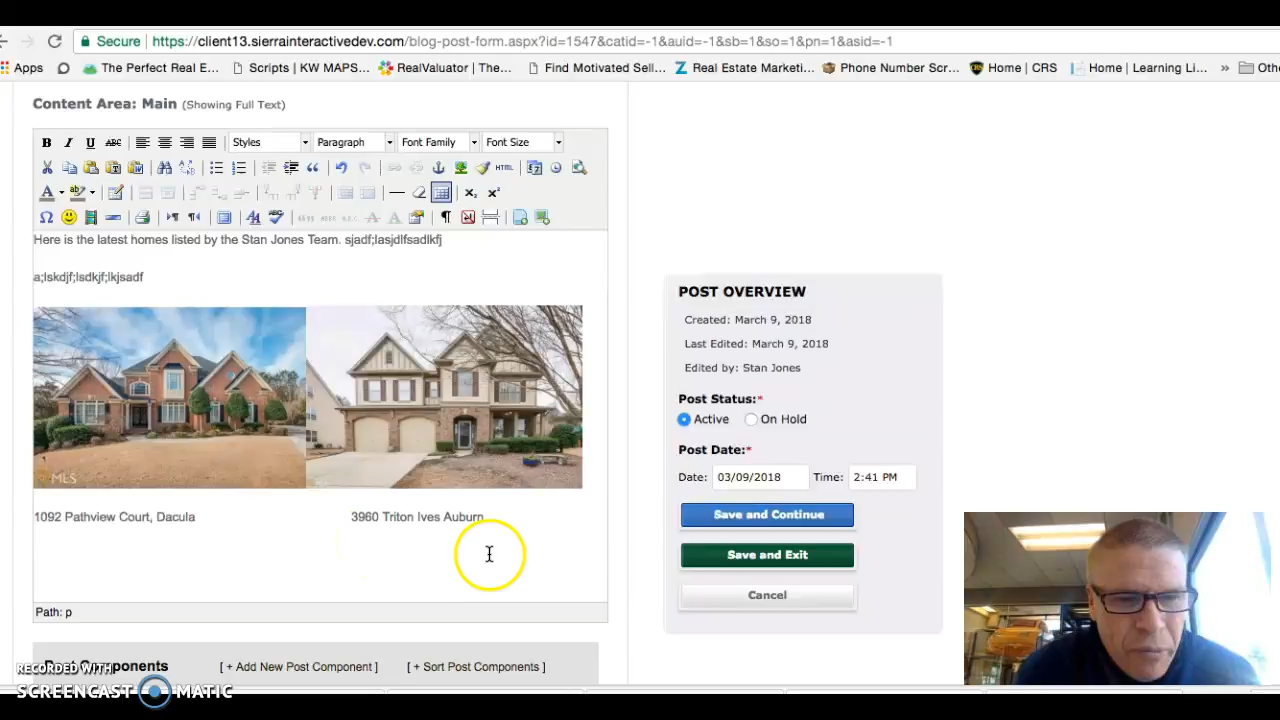 Secure https://client13.sierrainteractivedev.com/blog-post-form.aspx?id=1547&catid=-1&auid=-1&sb=1&so=1&pn=1&asid=-1
Apps The Perfect Real E... Scripts | KW MAPS... RealValuator | The... Find Motivated Sell... Real Estate Marketi... Phone Number Scr... CRS Home | CRS Home | Learning Li... » Oth
Content Area: Main (Showing Full Text)
B I U ABC Styles Paragraph Font Family Font Size
HTML
Here is the latest homes listed by the Stan Jones Team. sjadf;lasjdlfsadlkfj
a;lskdjf;lsdkjf;lkjsadf
MLS
1092 Pathview Court, Dacula 3960 Triton Ives Auburn
Path: p
Post Components [ + Add New Post Component ] [ + Sort Post Components ]
POST OVERVIEW
Created: March 9, 2018
Last Edited: March 9, 2018
Edited by: Stan Jones
Post Status:*
Active On Hold
Post Date:*
Date: 03/09/2018 Time: 2:41 PM
Save and Continue
Save and Exit
Cancel
RECORDED WITH
SCREENCAST MATIC